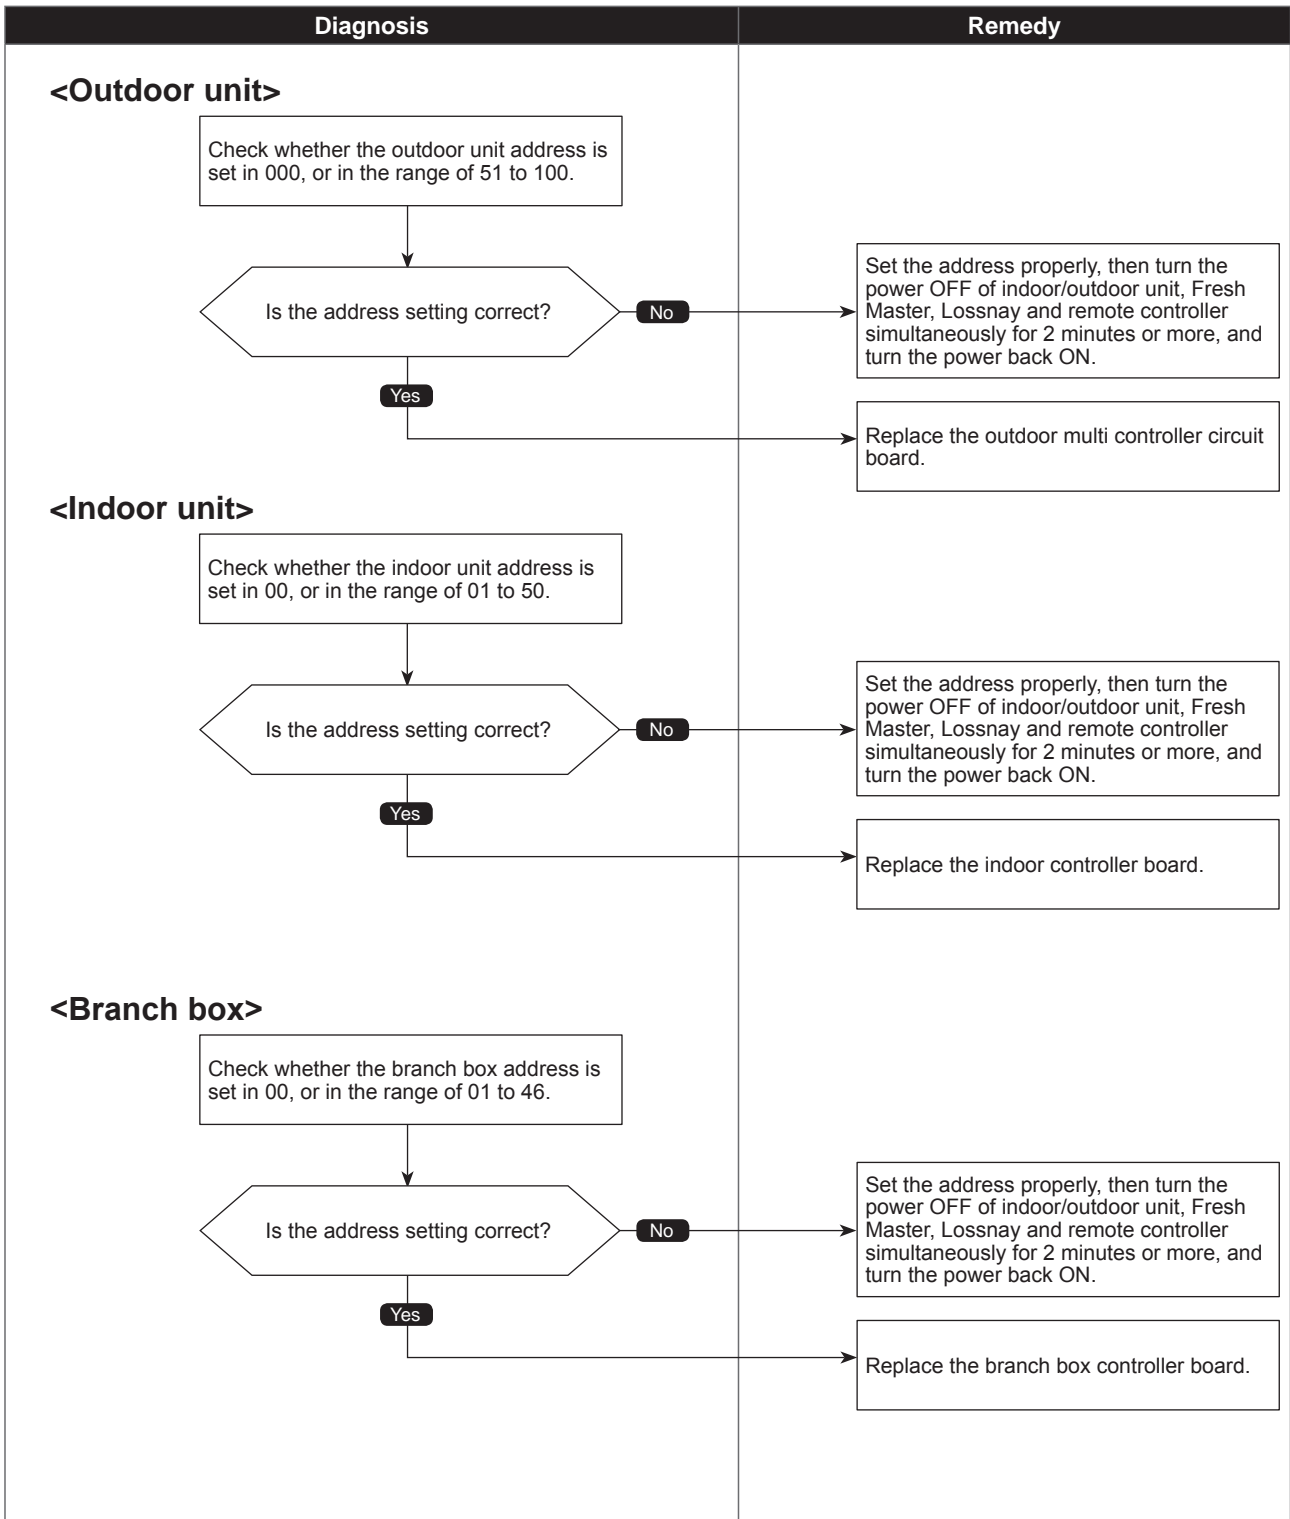 Diagnosis
Remedy
<Outdoor unit>
Check whether the outdoor unit address is
set in 000, or in the range of 51 to 100.
Is the address setting correct?
No
Set the address properly, then turn the
power OFF of indoor/outdoor unit, Fresh
Master, Lossnay and remote controller
simultaneously for 2 minutes or more, and
turn the power back ON.
Yes
Replace the outdoor multi controller circuit
board.
<Indoor unit>
Check whether the indoor unit address is
set in 00, or in the range of 01 to 50.
Is the address setting correct?
No
Set the address properly, then turn the
power OFF of indoor/outdoor unit, Fresh
Master, Lossnay and remote controller
simultaneously for 2 minutes or more, and
turn the power back ON.
Yes
Replace the indoor controller board.
<Branch box>
Check whether the branch box address is
set in 00, or in the range of 01 to 46.
Is the address setting correct?
No
Set the address properly, then turn the
power OFF of indoor/outdoor unit, Fresh
Master, Lossnay and remote controller
simultaneously for 2 minutes or more, and
turn the power back ON.
Yes
Replace the branch box controller board.